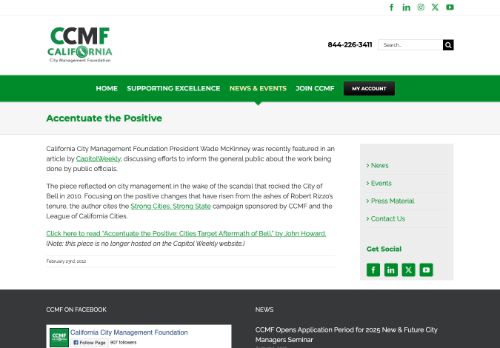 CCMF
CALIFORNIA
City Management Foundation
844-226-3411
Search...
HOME
SUPPORTING EXCELLENCE
NEWS & EVENTS
JOIN CCMF
MY ACCOUNT
Accentuate the Positive
California City Management Foundation President Wade McKinney was recently featured in an
article by CapitolWeekly, discussing efforts to inform the general public about the work being
done by public officials.
The piece reflected on city management in the wake of the scandal that rocked the City of
Bell in 2010. Focusing on the positive changes that have risen from the ashes of Robert Rizzo's
tenure, the author cites the Strong Cities, Strong State campaign sponsored by CCMF and the
League of California Cities.
Click here to read "Accentuate the Positive: Cities Target Aftermath of Bell," by John Howard.
(Note: this piece is no longer hosted on the Capitol Weekly website.)
February 23rd, 2012
> News
> Events
> Press Material
> Contact Us
Get Social
CCMF ON FACEBOOK
California City Management Foundation
Follow Page
907 followers
NEWS
CCMF Opens Application Period for 2025 New & Future City
Managers Seminar